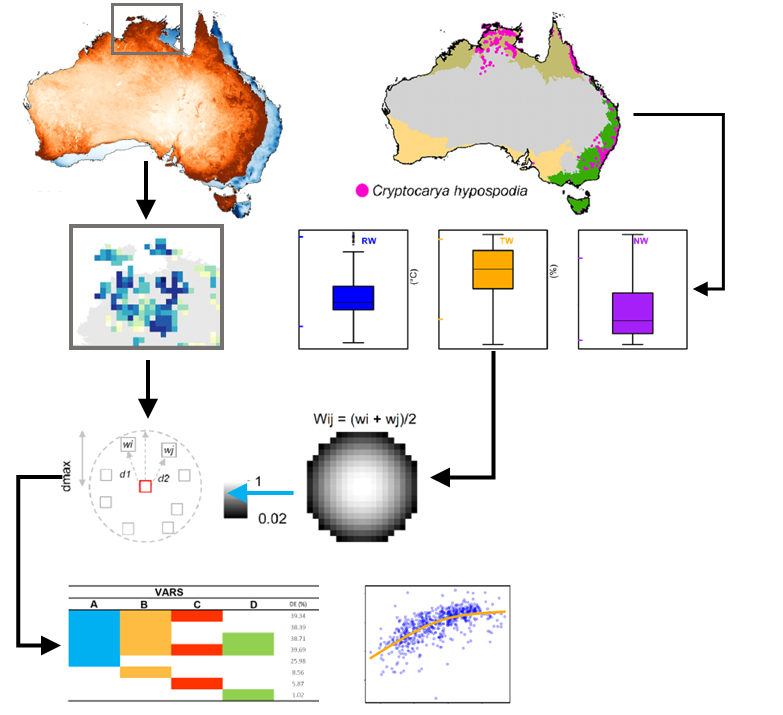 Cryptocarya hypospodia
RW
(°C)
TW
(%)
NW
Wij = (wi + wj)/2
wi
wj
d1
d2
dmax
1
0.02
VARS
A B C D DE (%)
39.34
38.39
38.71
39.69
25.98
8.56
5.87
1.02